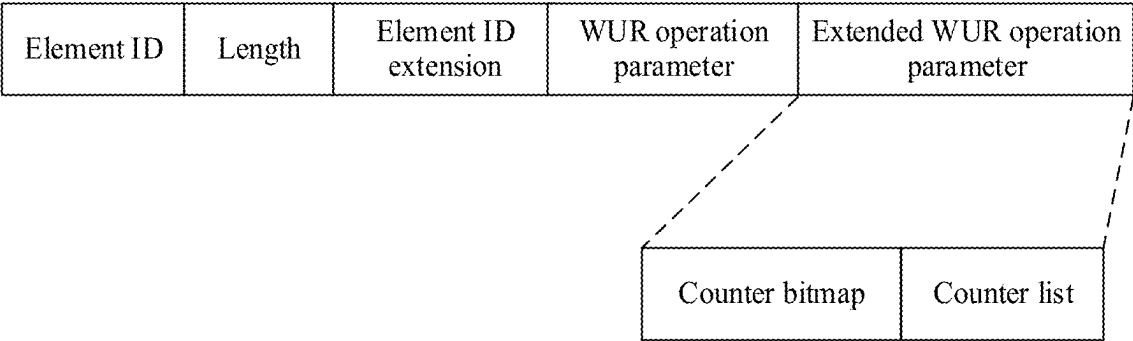 Element ID
Length
Element ID
extension
WUR operation
parameter
Extended WUR operation
parameter
Counter bitmap
Counter list